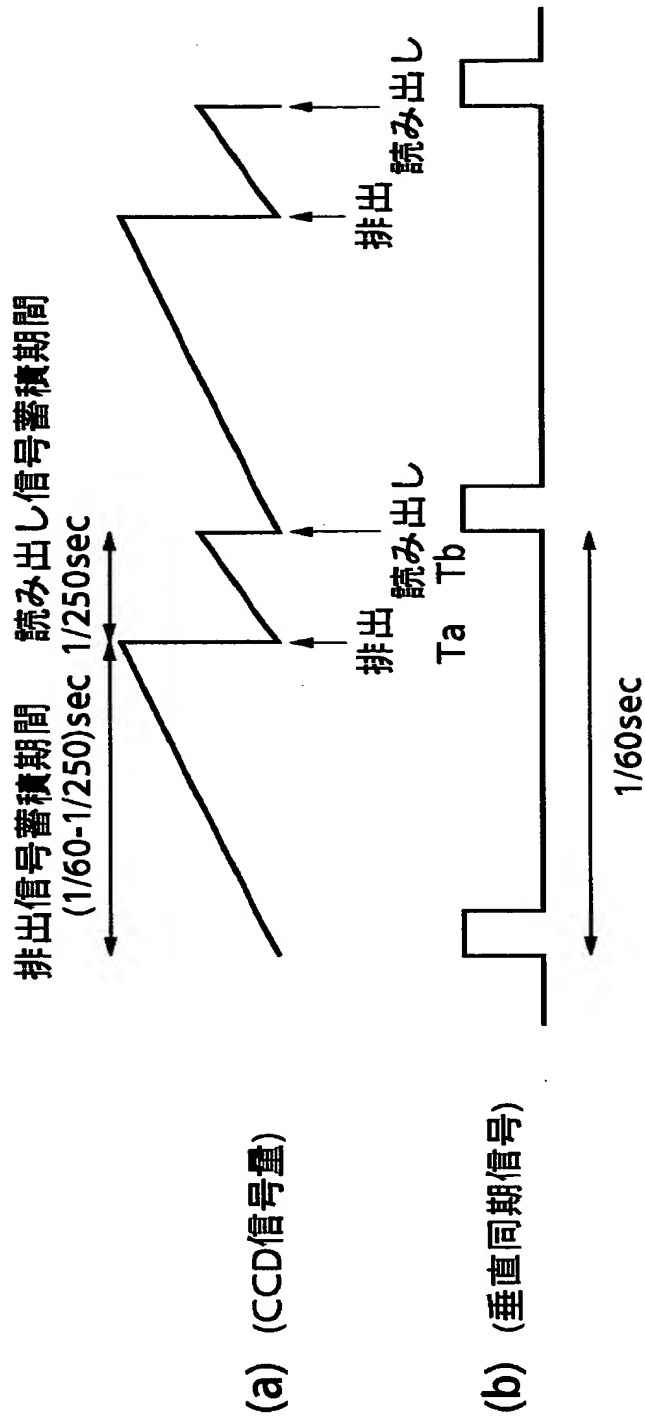 排出信号蓄積期間 読み出し信号蓄積期間
(1/60-1/250)sec 1/250sec
(a) (CCD信号量)
排出 読み出し 排出 読み出し
Ta Tb
(b) (垂直同期信号)
1/60sec